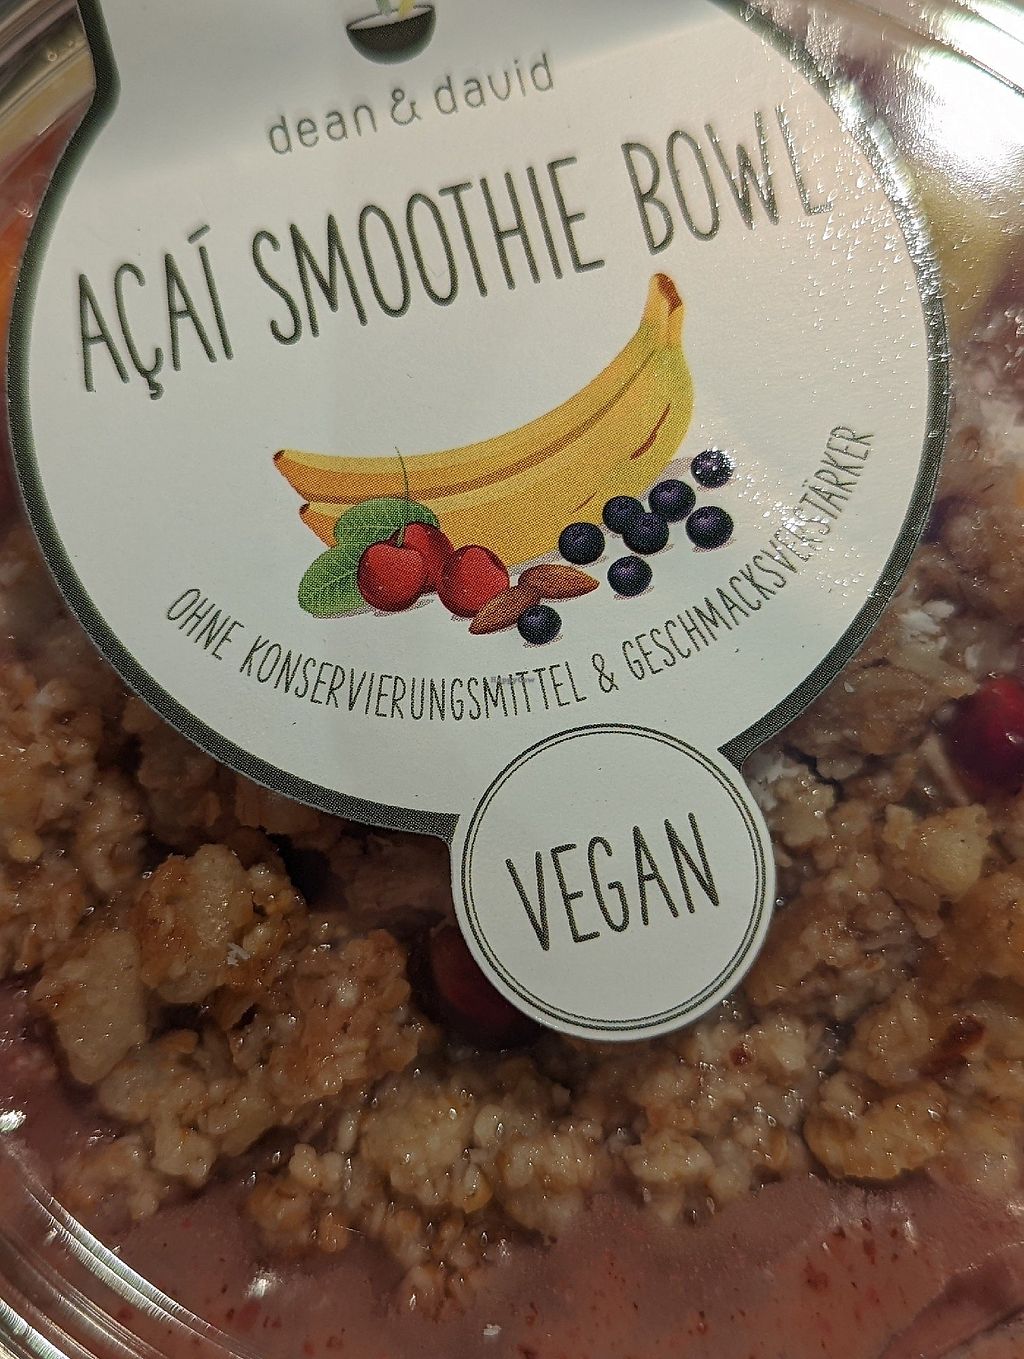 dean & david
AÇAÍ SMOOTHIE BOWL
OHNE KONSERVIERUNGSMITTEL & GESCHMACKSVERSTÄRKER
VEGAN